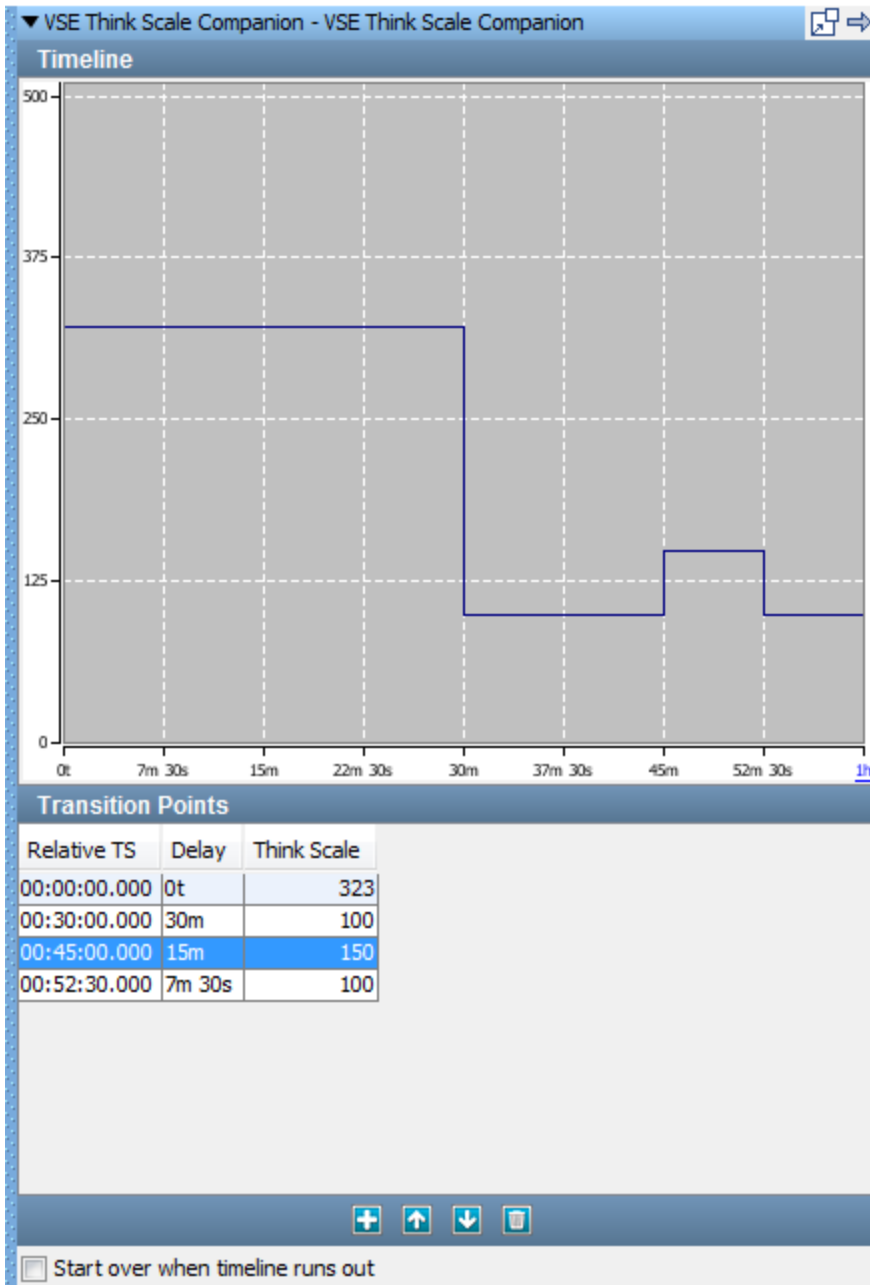 VSE Think Scale Companion - VSE Think Scale Companion
Timeline
500
375
250
125
0
0t 7m 30s 15m 22m 30s 30m 37m 30s 45m 52m 30s 1h
Transition Points
Relative TS Delay Think Scale
00:00:00.000 0t 323
00:30:00.000 30m 100
00:45:00.000 15m 150
00:52:30.000 7m 30s 100
Start over when timeline runs out